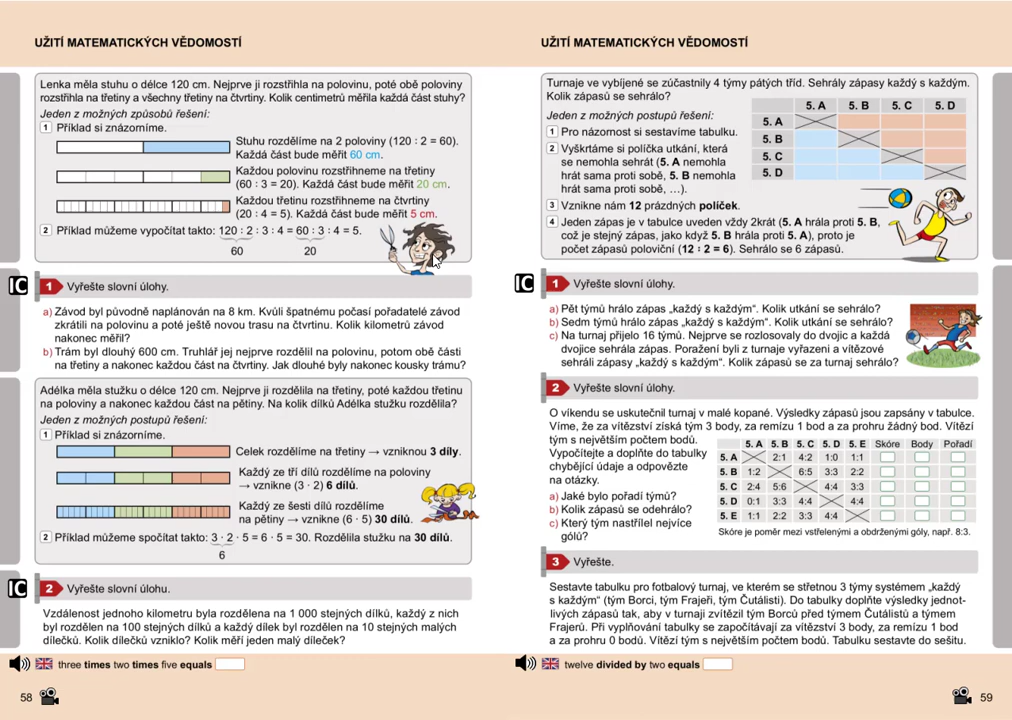 UŽITÍ MATEMATICKÝCH VĚDOMOSTÍ
Lenka měla stuhu o délce 120 cm. Nejprve ji rozstřihla na polovinu, poté obě poloviny
rozstřihla na třetiny a všechny třetiny na čtvrtiny. Kolik centimetrů měřila každá část stuhy?
Jeden z možných způsobů řešení:
1 Příklad si znázorníme.
Stuhu rozdělíme na 2 poloviny (120 : 2 = 60).
Každá část bude měřit 60 cm.
Každou polovinu rozstřihneme na třetiny
(60 : 3 = 20). Každá část bude měřit 20 cm.
Každou třetinu rozstřihneme na čtvrtiny
(20 : 4 = 5). Každá část bude měřit 5 cm.
2 Příklad můžeme vypočítat takto: 120 : 2 : 3 : 4 = 60 : 3 : 4 = 5.
60 20
IC
1 Vyřešte slovní úlohy.
a) Závod byl původně naplánován na 8 km. Kvůli špatnému počasí pořadatelé závod
zkrátili na polovinu a poté ještě novou trasu na čtvrtinu. Kolik kilometrů závod
nakonec měřil?
b) Trám byl dlouhý 600 cm. Truhlář jej nejprve rozdělil na polovinu, potom obě části
na třetiny a nakonec každou část na čtvrtiny. Jak dlouhé byly nakonec kousky trámu?
Adélka měla stužku o délce 120 cm. Nejprve ji rozdělila na třetiny, poté každou třetinu
na poloviny a nakonec každou část na pětiny. Na kolik dílků Adélka stužku rozdělila?
Jeden z možných postupů řešení:
1 Příklad si znázorníme.
Celek rozdělíme na třetiny → vzniknou 3 díly.
Každý ze tří dílů rozdělíme na poloviny
→ vznikne (3 · 2) 6 dílů.
Každý ze šesti dílů rozdělíme
na pětiny → vznikne (6 · 5) 30 dílů.
2 Příklad můžeme spočítat takto: 3 · 2 · 5 = 6 · 5 = 30. Rozdělila stužku na 30 dílů.
6
IC
2 Vyřešte slovní úlohu.
Vzdálenost jednoho kilometru byla rozdělena na 1 000 stejných dílků, každý z nich
byl rozdělen na 100 stejných dílků a každý dílek byl rozdělen na 10 stejných malých
dílečků. Kolik dílečků vzniklo? Kolik měří jeden malý díleček?
three times two times five equals
58
UŽITÍ MATEMATICKÝCH VĚDOMOSTÍ
Turnaje ve vybíjené se zúčastnily 4 týmy pátých tříd. Sehrály zápasy každý s každým.
Kolik zápasů se sehrálo?
Jeden z možných postupů řešení:
1 Pro názornost si sestavíme tabulku.
2 Vyškrtáme si políčka utkání, která
se nemohla sehrát (5. A nemohla
hrát sama proti sobě, 5. B nemohla
hrát sama proti sobě, …).
5. A 5. B 5. C 5. D
5. A
5. B
5. C
5. D
3 Vznikne nám 12 prázdných políček.
4 Jeden zápas je v tabulce uveden vždy 2krát (5. A hrála proti 5. B,
což je stejný zápas, jako když 5. B hrála proti 5. A), proto je
počet zápasů poloviční (12 : 2 = 6). Sehrálo se 6 zápasů.
IC
1 Vyřešte slovní úlohy.
a) Pět týmů hrálo zápas „každý s každým“. Kolik utkání se sehrálo?
b) Sedm týmů hrálo zápas „každý s každým“. Kolik utkání se sehrálo?
c) Na turnaj přijelo 16 týmů. Nejprve se rozlosovaly do dvojic a každá
dvojice sehrála zápas. Poražení byli z turnaje vyřazeni a vítězové
sehráli zápasy „každý s každým“. Kolik zápasů se za turnaj sehrálo?
2 Vyřešte slovní úlohy.
O víkendu se uskutečnil turnaj v malé kopané. Výsledky zápasů jsou zapsány v tabulce.
Víme, že za vítězství získá tým 3 body, za remízu 1 bod a za prohru žádný bod. Vítězí
tým s největším počtem bodů.
Vypočítejte a doplňte do tabulky
chybějící údaje a odpovězte
na otázky.
a) Jaké bylo pořadí týmů?
b) Kolik zápasů se odehrálo?
c) Který tým nastřílel nejvíce
gólů?
5. A 5. B 5. C 5. D 5. E Skóre Body Pořadí
5. A 2:1 4:2 1:0 1:1
5. B 1:2 6:5 3:3 2:2
5. C 2:4 5:6 4:4 3:3
5. D 0:1 3:3 4:4 4:4
5. E 1:1 2:2 3:3 4:4
Skóre je poměr mezi vstřelenými a obdrženými góly, např. 8:3.
3 Vyřešte.
Sestavte tabulku pro fotbalový turnaj, ve kterém se střetnou 3 týmy systémem „každý
s každým“ (tým Borci, tým Frajeři, tým Čutálisti). Do tabulky doplňte výsledky jednot-
livých zápasů tak, aby v turnaji zvítězil tým Borců před týmem Čutálistů a týmem
Frajerů. Při vyplňování tabulky se započítávají za vítězství 3 body, za remízu 1 bod
a za prohru 0 bodů. Vítězí tým s největším počtem bodů. Tabulku sestavte do sešitu.
twelve divided by two equals
59